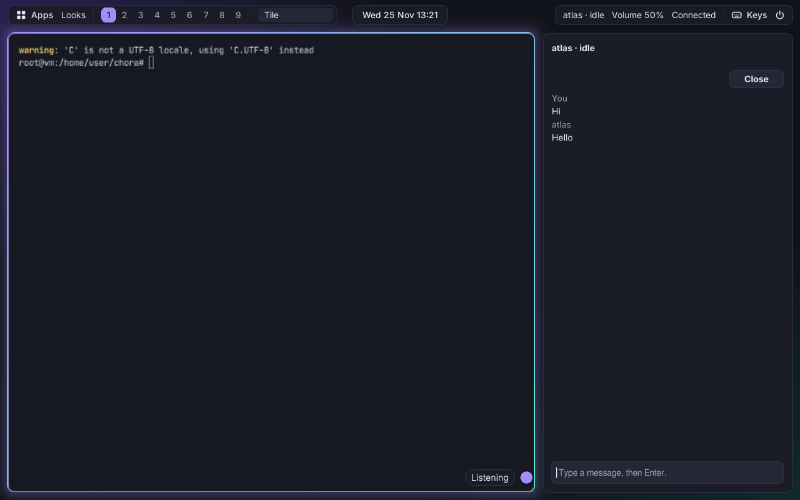 Apps Looks 1 2 3 4 5 6 7 8 9 Tile Wed 25 Nov 13:21 atlas · idle Volume 50% Connected Keys
warning: 'C' is not a UTF-8 locale, using 'C.UTF-8' instead
root@vm:/home/user/chora#
Listening
atlas · idle
Close
You
Hi
atlas
Hello
Type a message, then Enter.